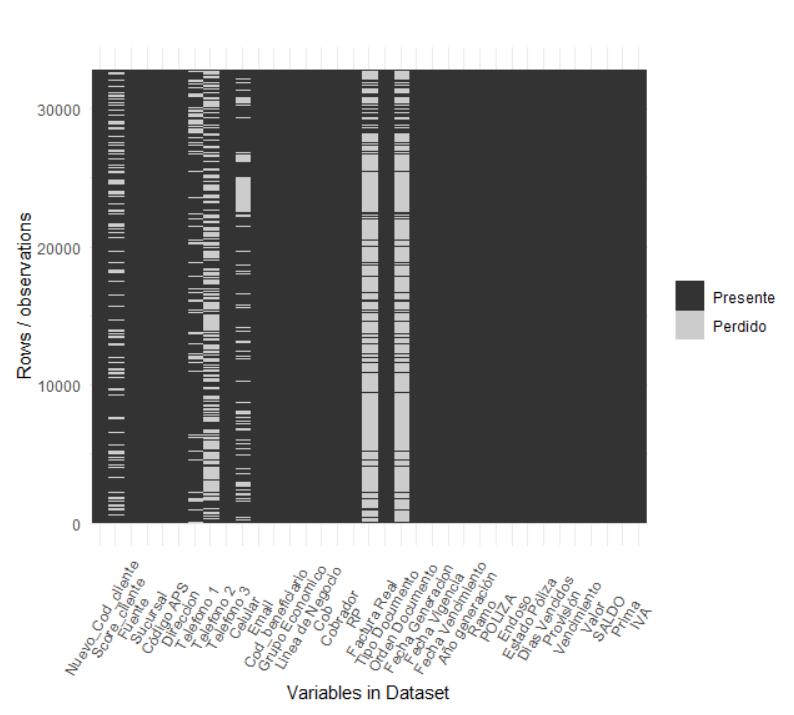 30000
20000
10000
0
Rows / observations
Presente
Perdido
Nuevo_Cod_cliente
Score_cliente
Fuente
Sucursal
Código APS
Direccion
Telefono 1
Telefono 2
Telefono 3
Celular
Email
Cod_beneficiario
Grupo Economico
Linea de Negocio
Cob
Cobrador
RP
Factura Real
Tipo Documento
Orden Documento
Fecha Generacion
Fecha Vigencia
Fecha Vencimiento
Año generación
Ramo
POLIZA
Endoso
Estado Póliza
Dias Vencidos
Provisión
Vencimiento
Valor
SALDO
Prima
IVA
Variables in Dataset